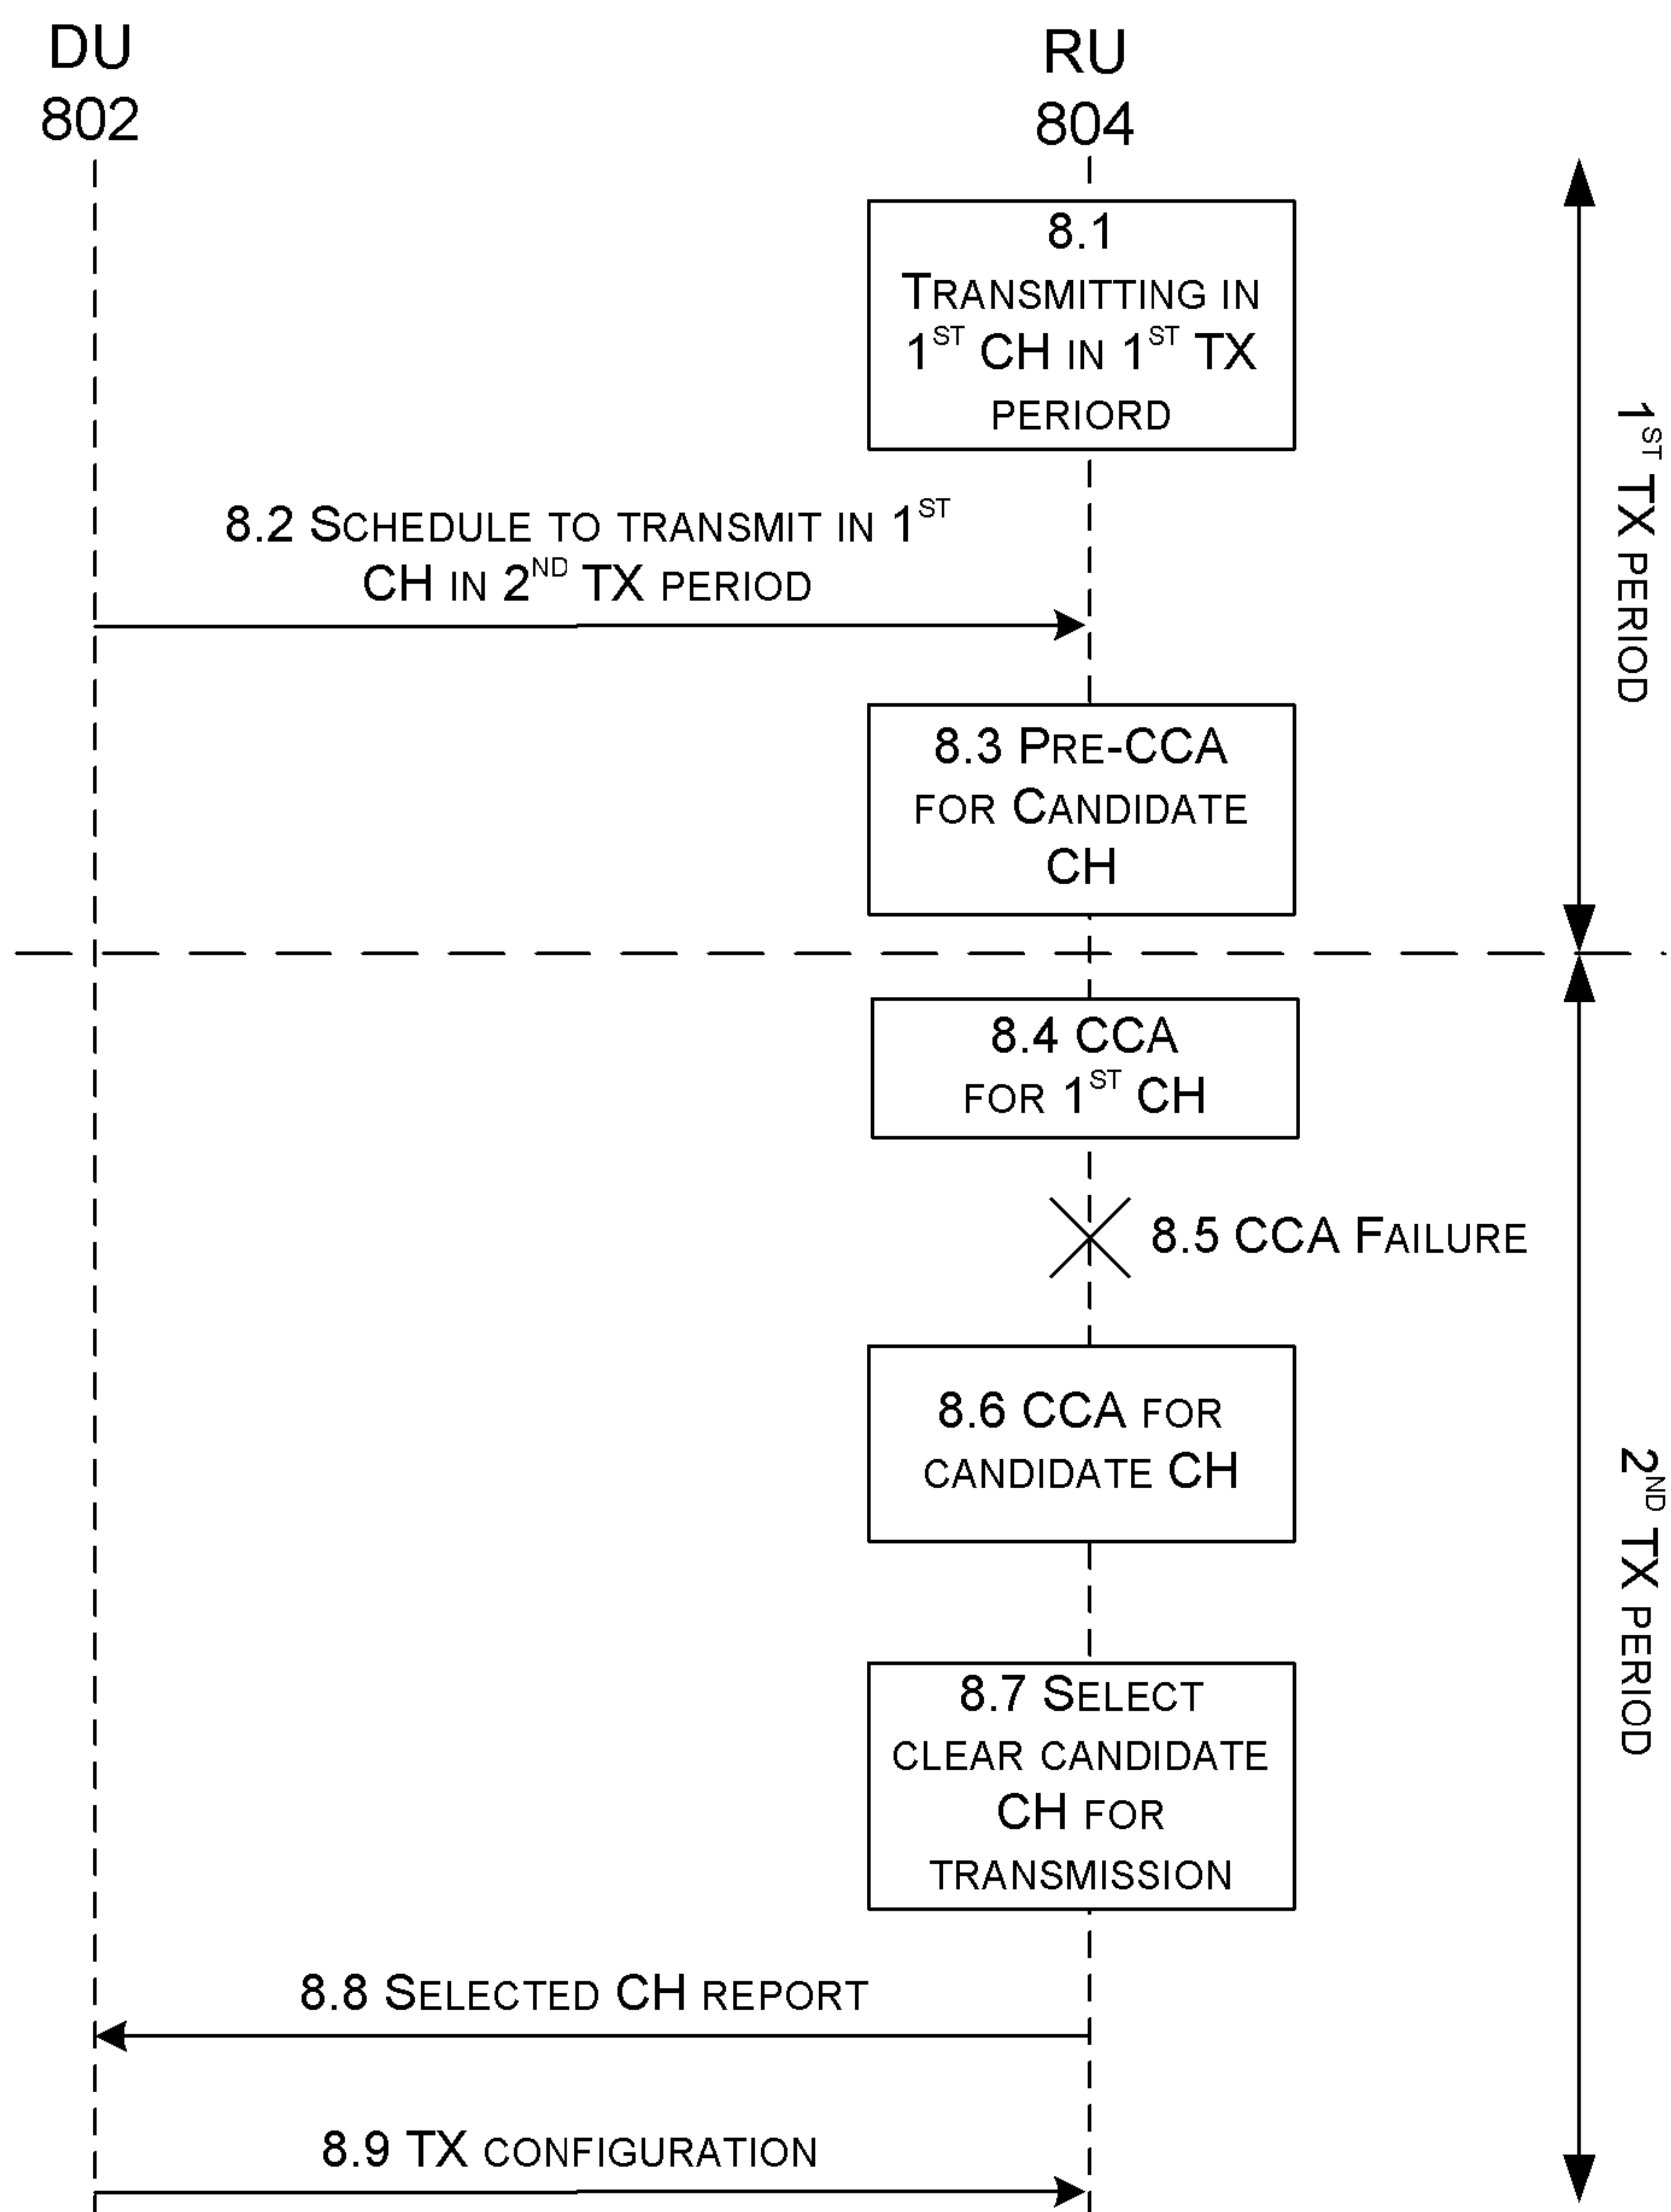 DU
802
RU
804
8.1
TRANSMITTING IN
1ST CH IN 1ST TX
PERIORD
8.2 SCHEDULE TO TRANSMIT IN 1ST
CH IN 2ND TX PERIOD
8.3 PRE-CCA
FOR CANDIDATE
CH
1ST TX PERIOD
8.4 CCA
FOR 1ST CH
8.5 CCA FAILURE
8.6 CCA FOR
CANDIDATE CH
8.7 SELECT
CLEAR CANDIDATE
CH FOR
TRANSMISSION
2ND TX PERIOD
8.8 SELECTED CH REPORT
8.9 TX CONFIGURATION